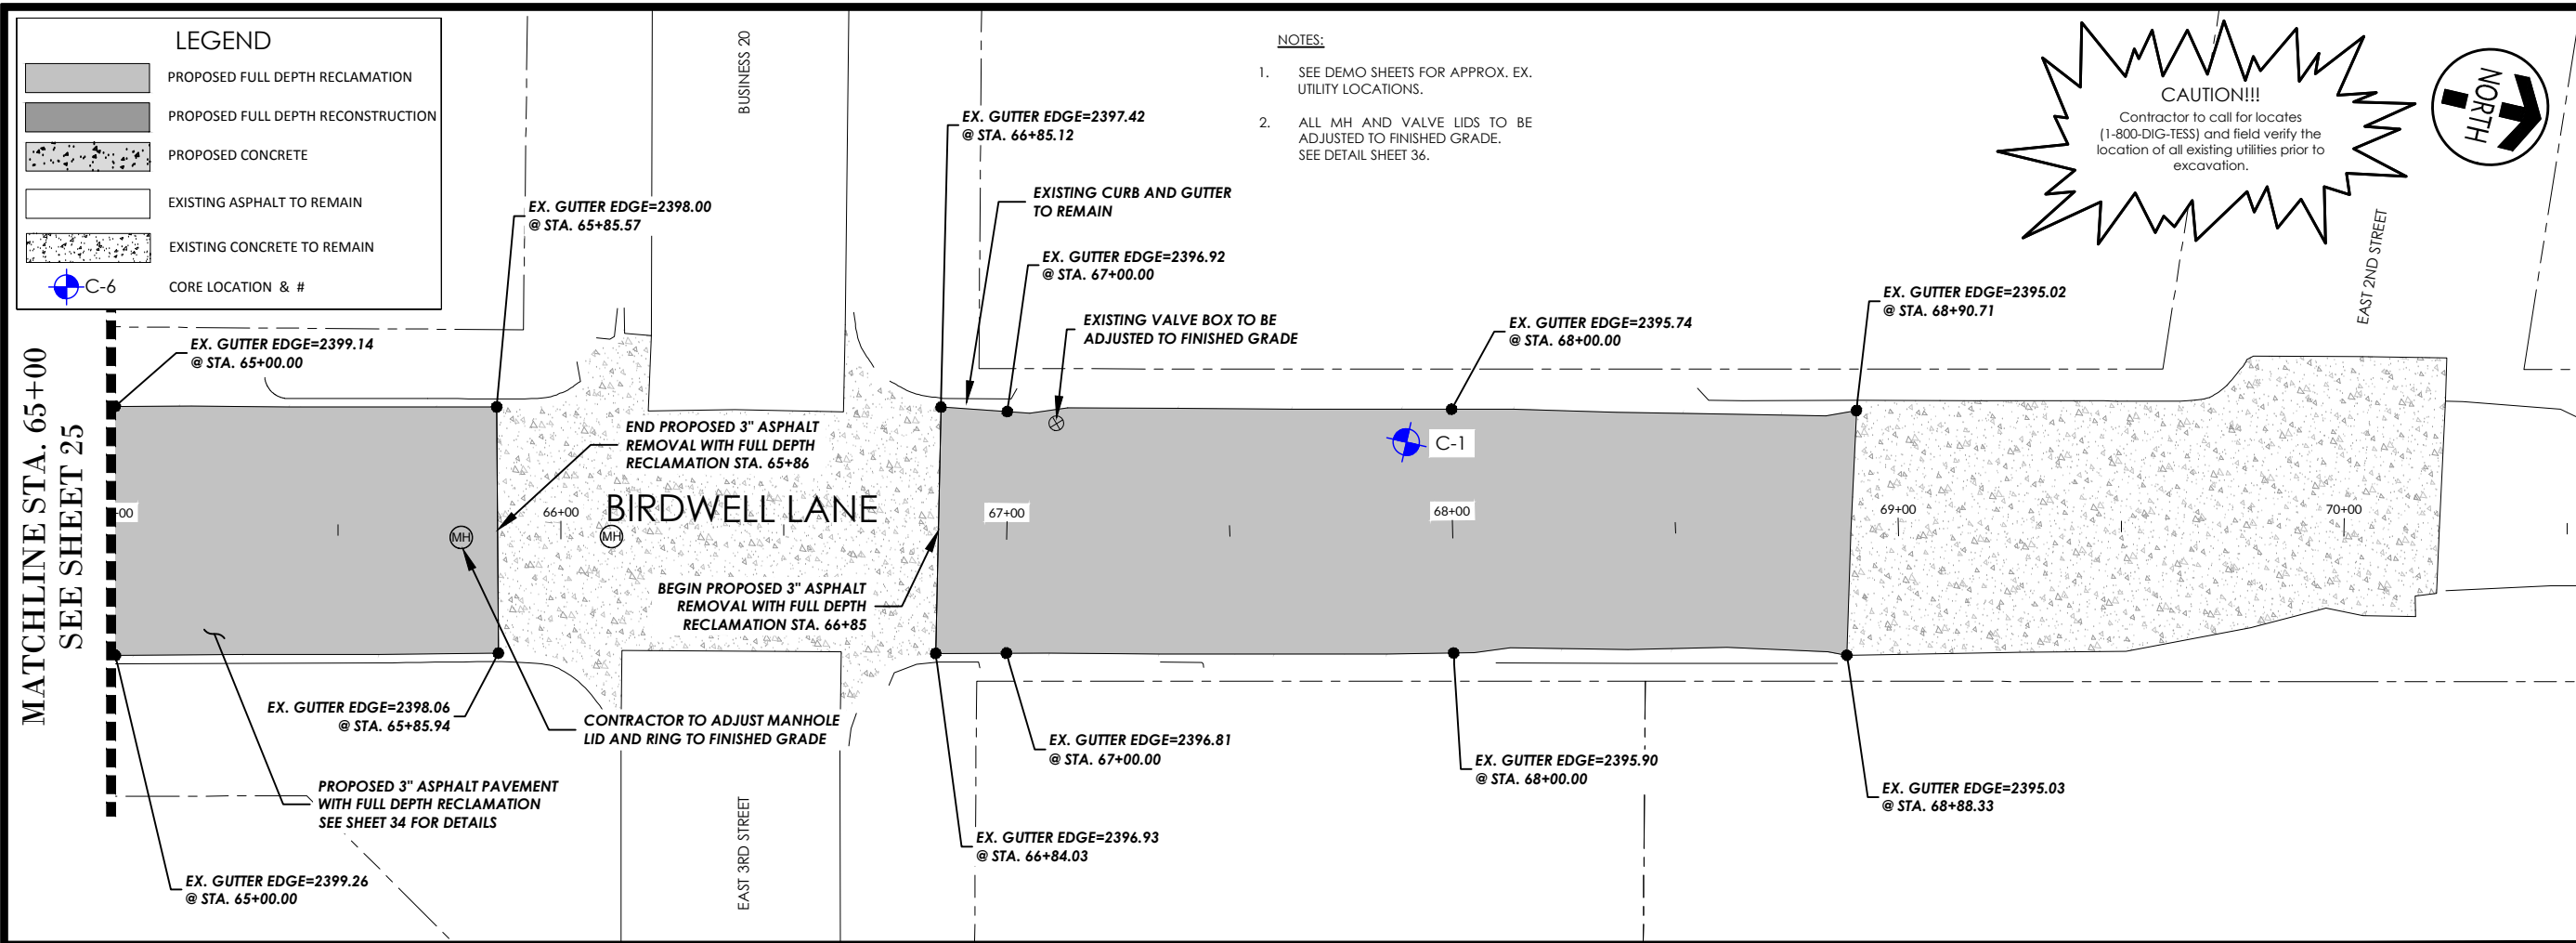 LEGEND
PROPOSED FULL DEPTH RECLAMATION
PROPOSED FULL DEPTH RECONSTRUCTION
PROPOSED CONCRETE
EXISTING ASPHALT TO REMAIN
EXISTING CONCRETE TO REMAIN
C-6
CORE LOCATION & #
BUSINESS 20
NOTES:
1. SEE DEMO SHEETS FOR APPROX. EX.
UTILITY LOCATIONS.
2. ALL MH AND VALVE LIDS TO BE
ADJUSTED TO FINISHED GRADE.
SEE DETAIL SHEET 36.
CAUTION!!!
Contractor to call for locates
(1-800-DIG-TESS) and field verify the
location of all existing utilities prior to
excavation.
NORTH
EAST 2ND STREET
EX. GUTTER EDGE=2397.42
@ STA. 66+85.12
EX. GUTTER EDGE=2398.00
@ STA. 65+85.57
EXISTING CURB AND GUTTER
TO REMAIN
EX. GUTTER EDGE=2396.92
@ STA. 67+00.00
EXISTING VALVE BOX TO BE
ADJUSTED TO FINISHED GRADE
EX. GUTTER EDGE=2395.74
@ STA. 68+00.00
EX. GUTTER EDGE=2395.02
@ STA. 68+90.71
EX. GUTTER EDGE=2399.14
@ STA. 65+00.00
MATCHLINE STA. 65+00
SEE SHEET 25
END PROPOSED 3" ASPHALT
REMOVAL WITH FULL DEPTH
RECLAMATION STA. 65+86
C-1
-00
66+00
BIRDWELL LANE
67+00
68+00
69+00
70+00
MH
MH
BEGIN PROPOSED 3" ASPHALT
REMOVAL WITH FULL DEPTH
RECLAMATION STA. 66+85
EX. GUTTER EDGE=2398.06
@ STA. 65+85.94
CONTRACTOR TO ADJUST MANHOLE
LID AND RING TO FINISHED GRADE
EX. GUTTER EDGE=2396.81
@ STA. 67+00.00
EX. GUTTER EDGE=2395.90
@ STA. 68+00.00
EX. GUTTER EDGE=2395.03
@ STA. 68+88.33
PROPOSED 3" ASPHALT PAVEMENT
WITH FULL DEPTH RECLAMATION
SEE SHEET 34 FOR DETAILS
EAST 3RD STREET
EX. GUTTER EDGE=2396.93
@ STA. 66+84.03
EX. GUTTER EDGE=2399.26
@ STA. 65+00.00